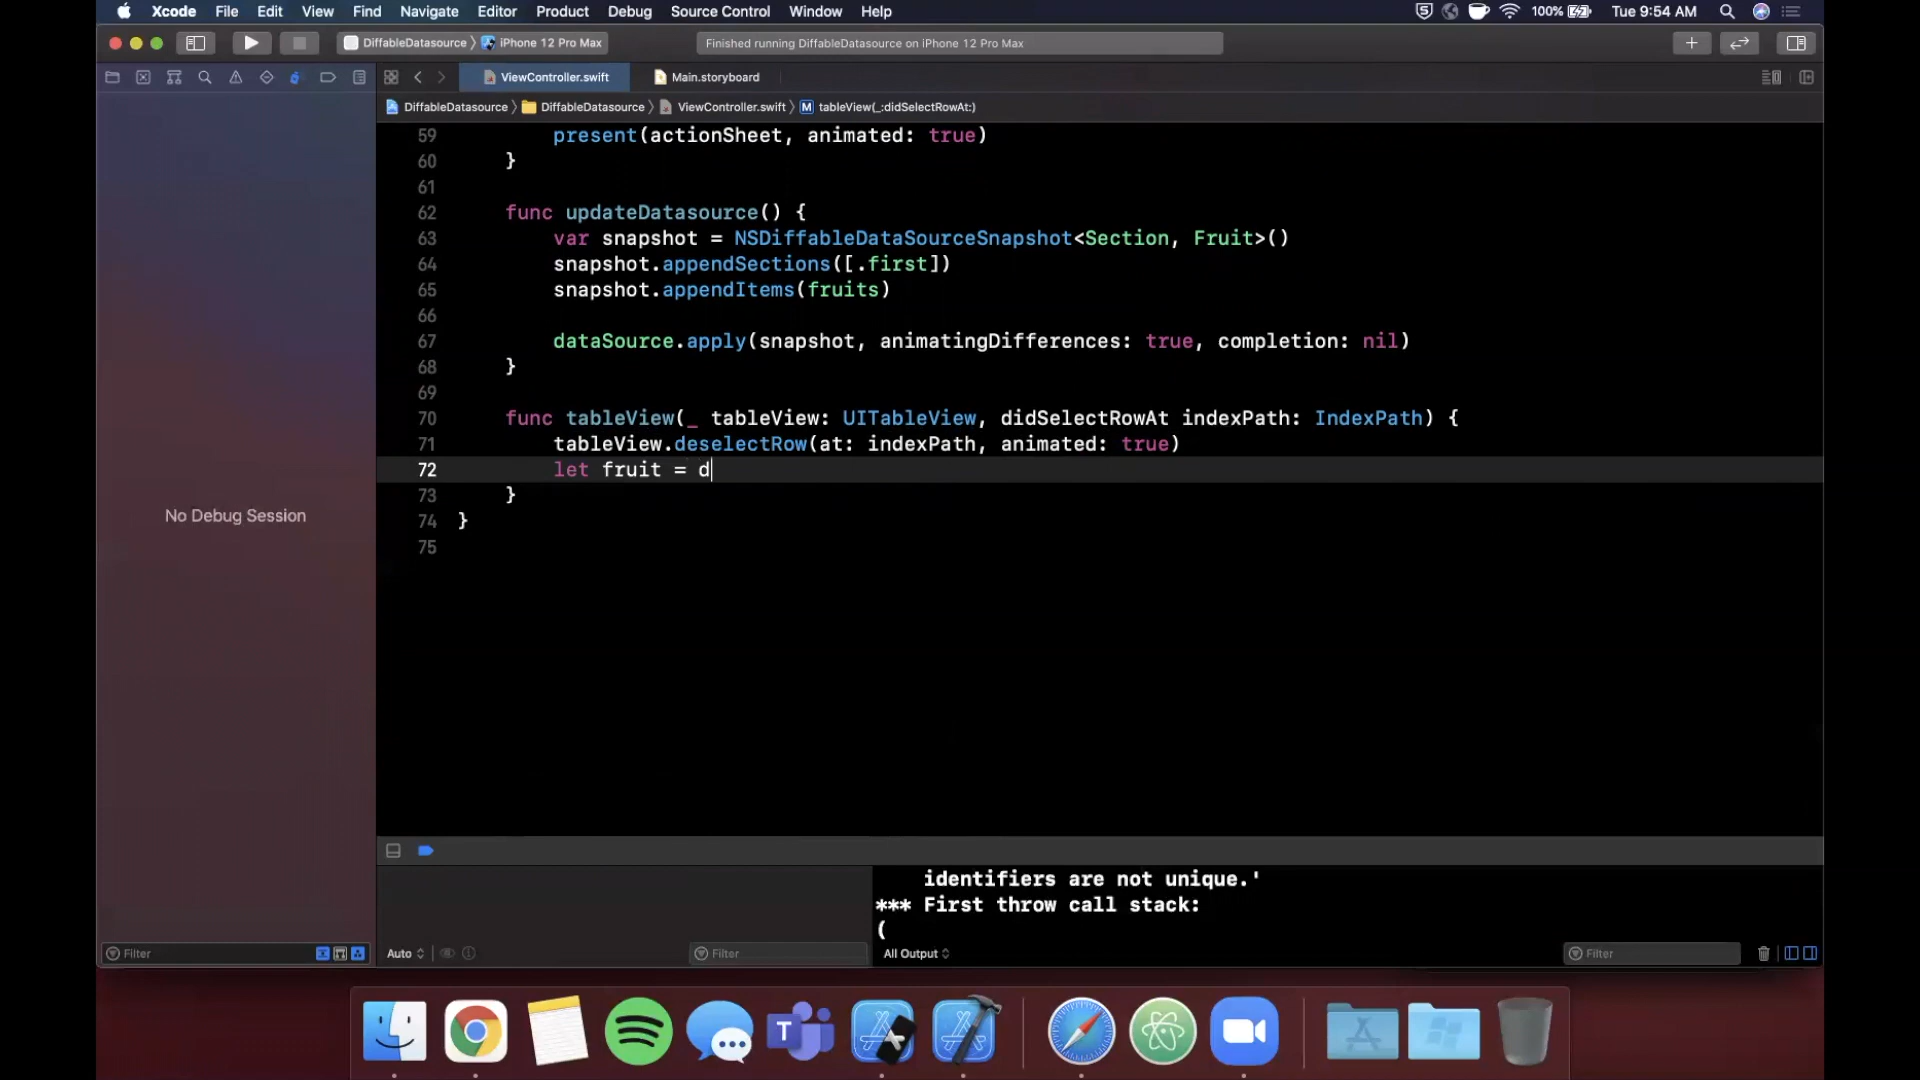 Xcode File Edit View Find Navigate Editor Product Debug Source Control Window Help 100% Tue 9:54 AM
DiffableDatasource › iPhone 12 Pro Max Finished running DiffableDatasource on iPhone 12 Pro Max
ViewController.swift Main.storyboard
DiffableDatasource › DiffableDatasource › ViewController.swift › M tableView(_:didSelectRowAt:)
59 present(actionSheet, animated: true)
60 }
61
62 func updateDatasource() {
63 var snapshot = NSDiffableDataSourceSnapshot<Section, Fruit>()
64 snapshot.appendSections([.first])
65 snapshot.appendItems(fruits)
66
67 dataSource.apply(snapshot, animatingDifferences: true, completion: nil)
68 }
69
70 func tableView(_ tableView: UITableView, didSelectRowAt indexPath: IndexPath) {
71 tableView.deselectRow(at: indexPath, animated: true)
72 let fruit = d
73 }
74 }
75
No Debug Session
identifiers are not unique.'
*** First throw call stack:
(
Filter Auto Filter All Output Filter
T